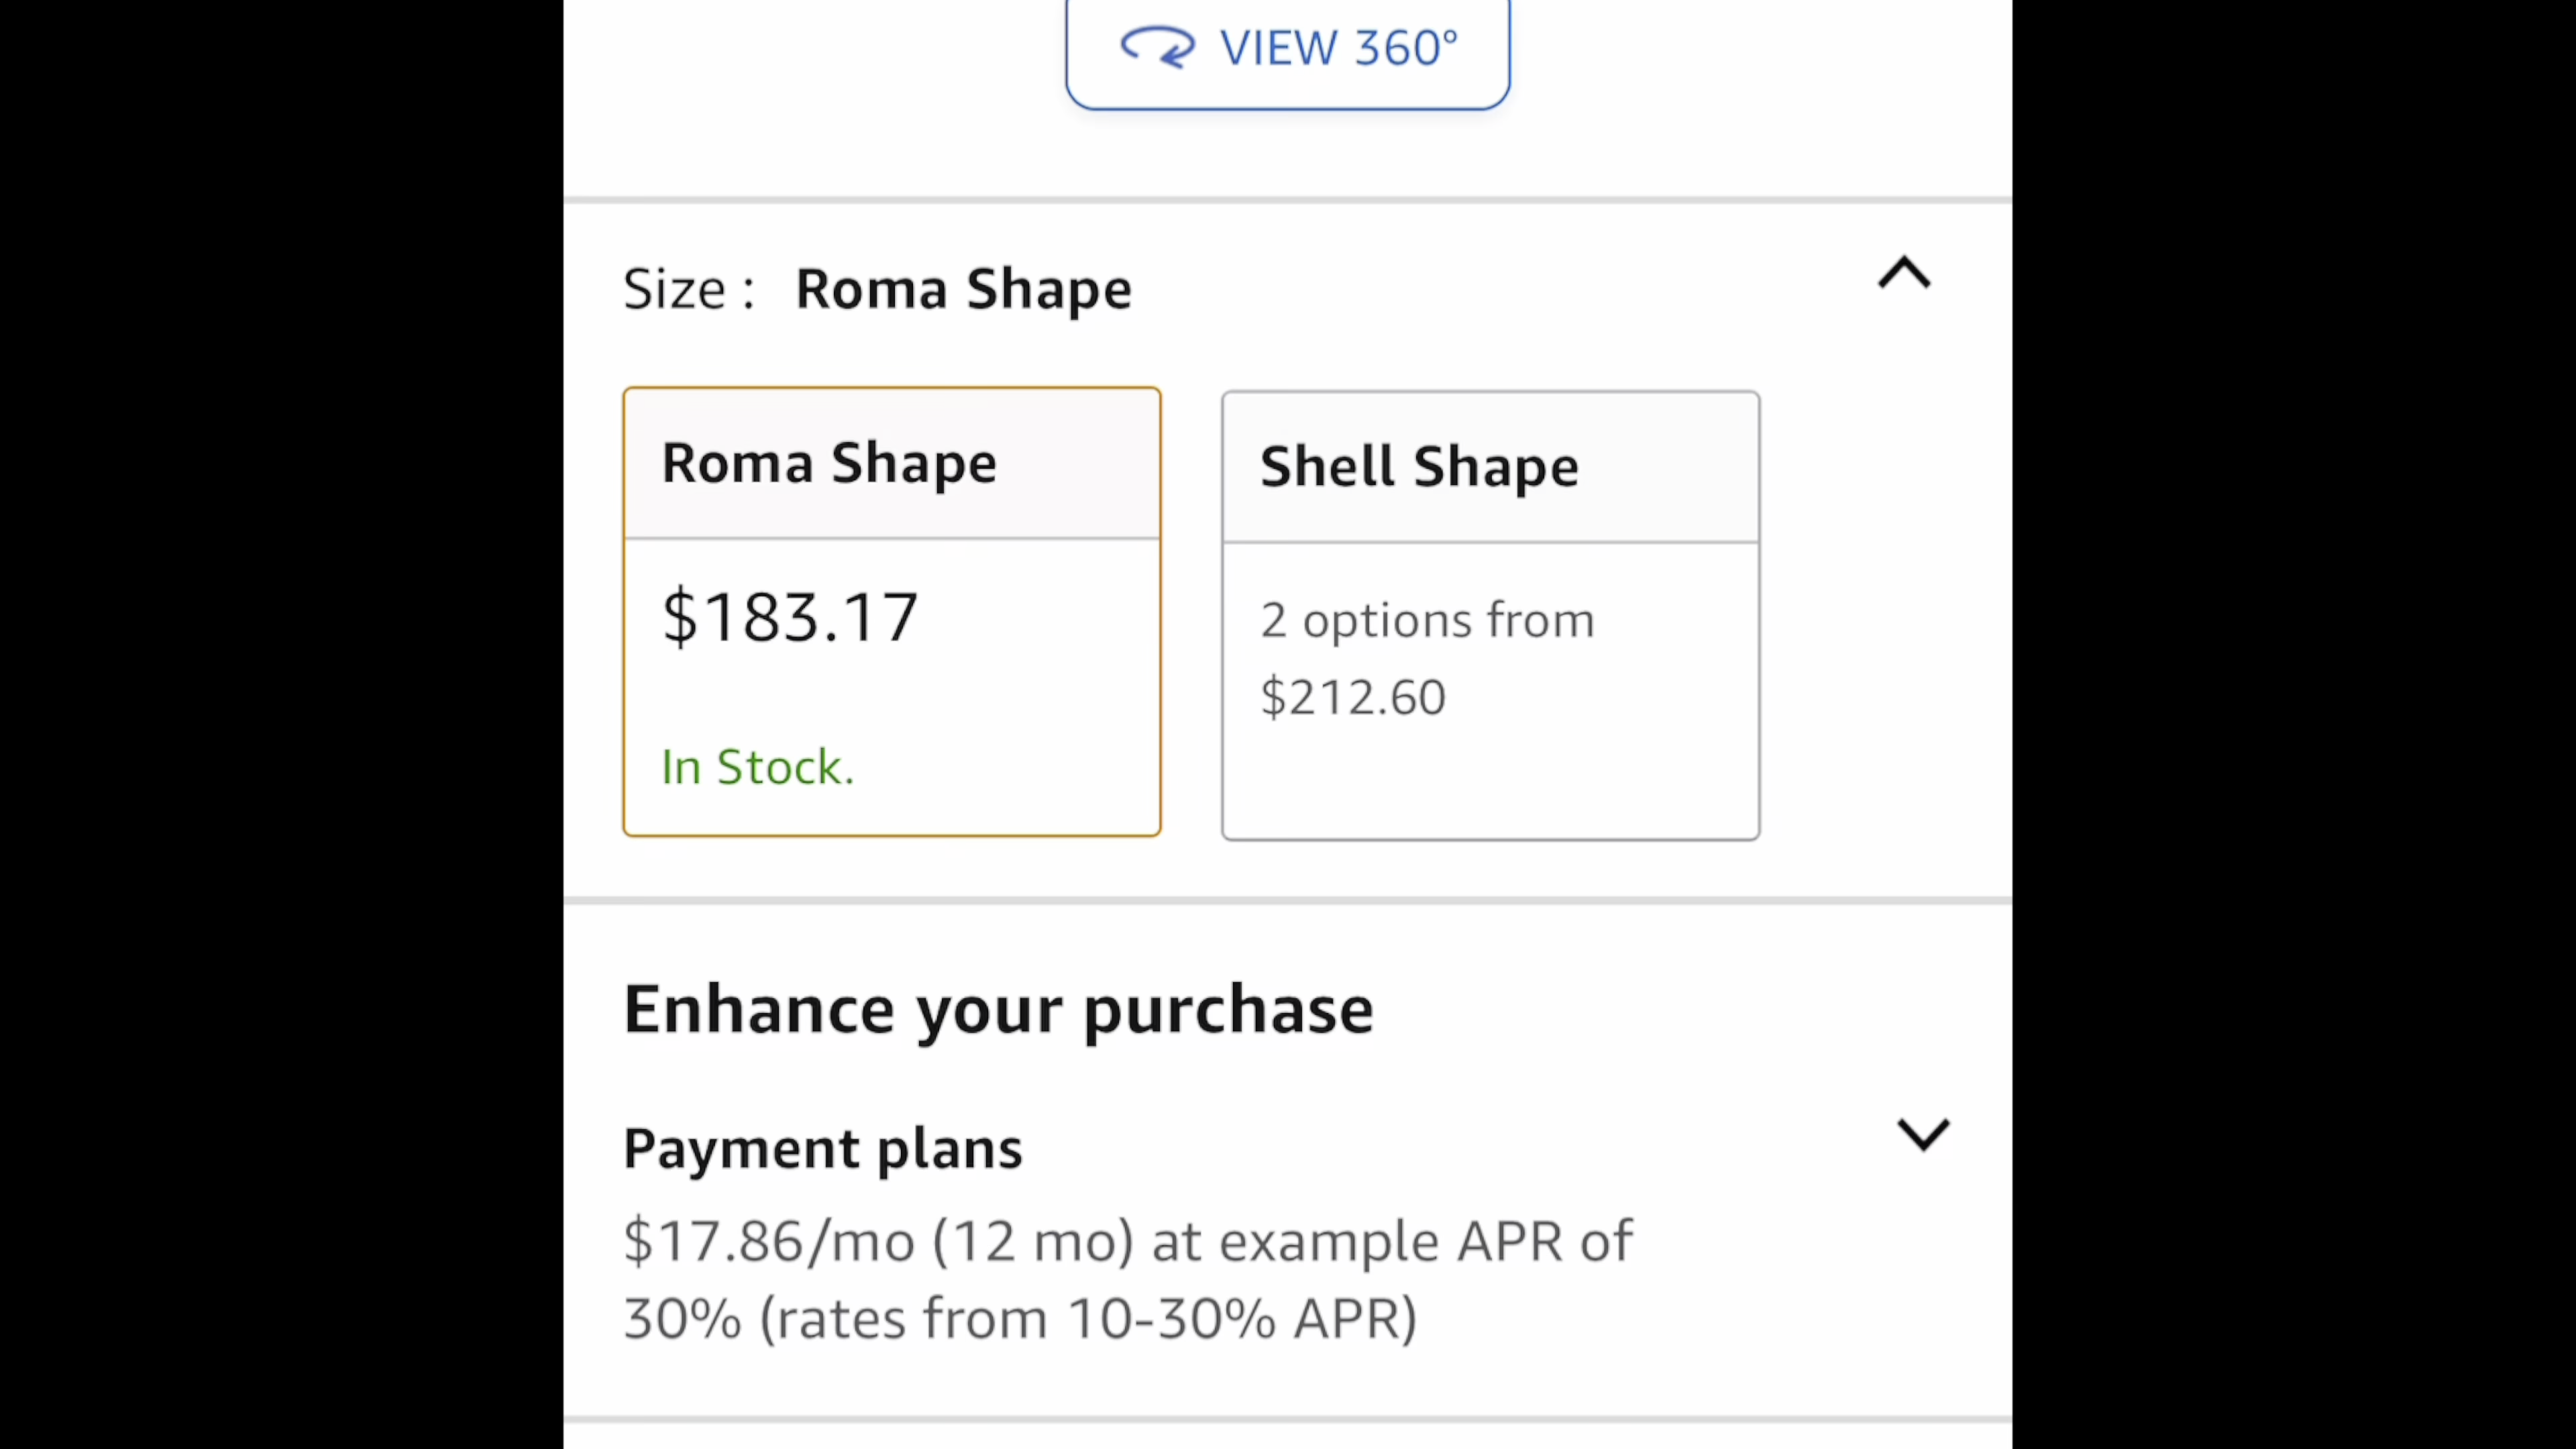 VIEW 360°
Size : Roma Shape
Roma Shape
$183.17
In Stock.
Shell Shape
2 options from
$212.60
Enhance your purchase
Payment plans
$17.86/mo (12 mo) at example APR of
30% (rates from 10-30% APR)